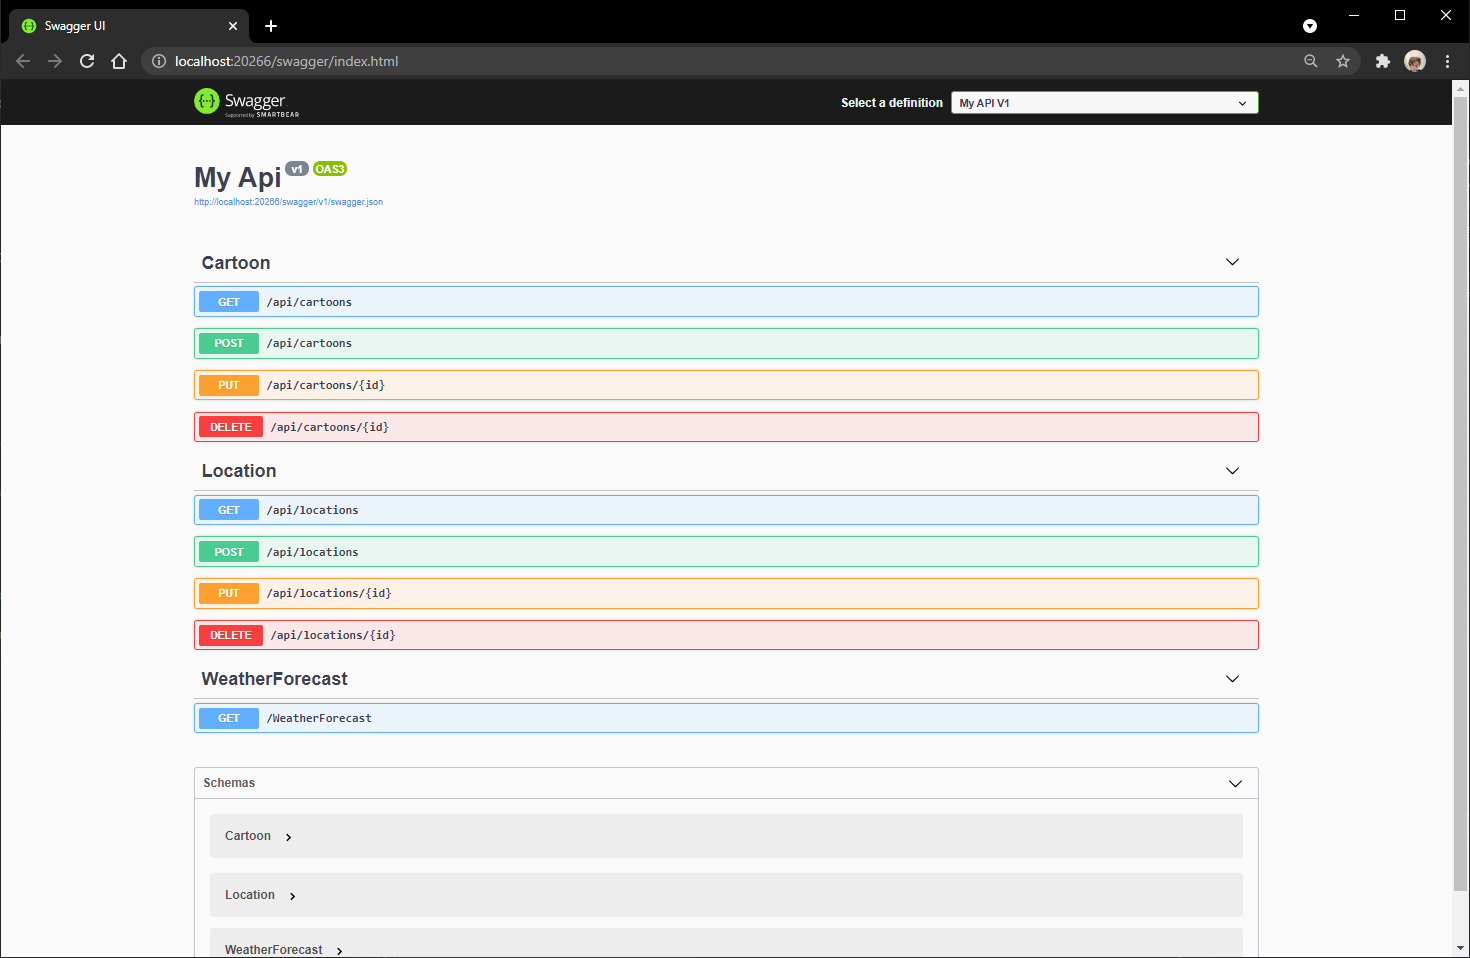 Swagger UI
localhost:20266/swagger/index.html
Swagger
Supported by SMARTBEAR
Select a definition
My API V1
My Api v1 OAS3
http://localhost:20266/swagger/v1/swagger.json
Cartoon
GET /api/cartoons
POST /api/cartoons
PUT /api/cartoons/{id}
DELETE /api/cartoons/{id}
Location
GET /api/locations
POST /api/locations
PUT /api/locations/{id}
DELETE /api/locations/{id}
WeatherForecast
GET /WeatherForecast
Schemas
Cartoon
Location
WeatherForecast